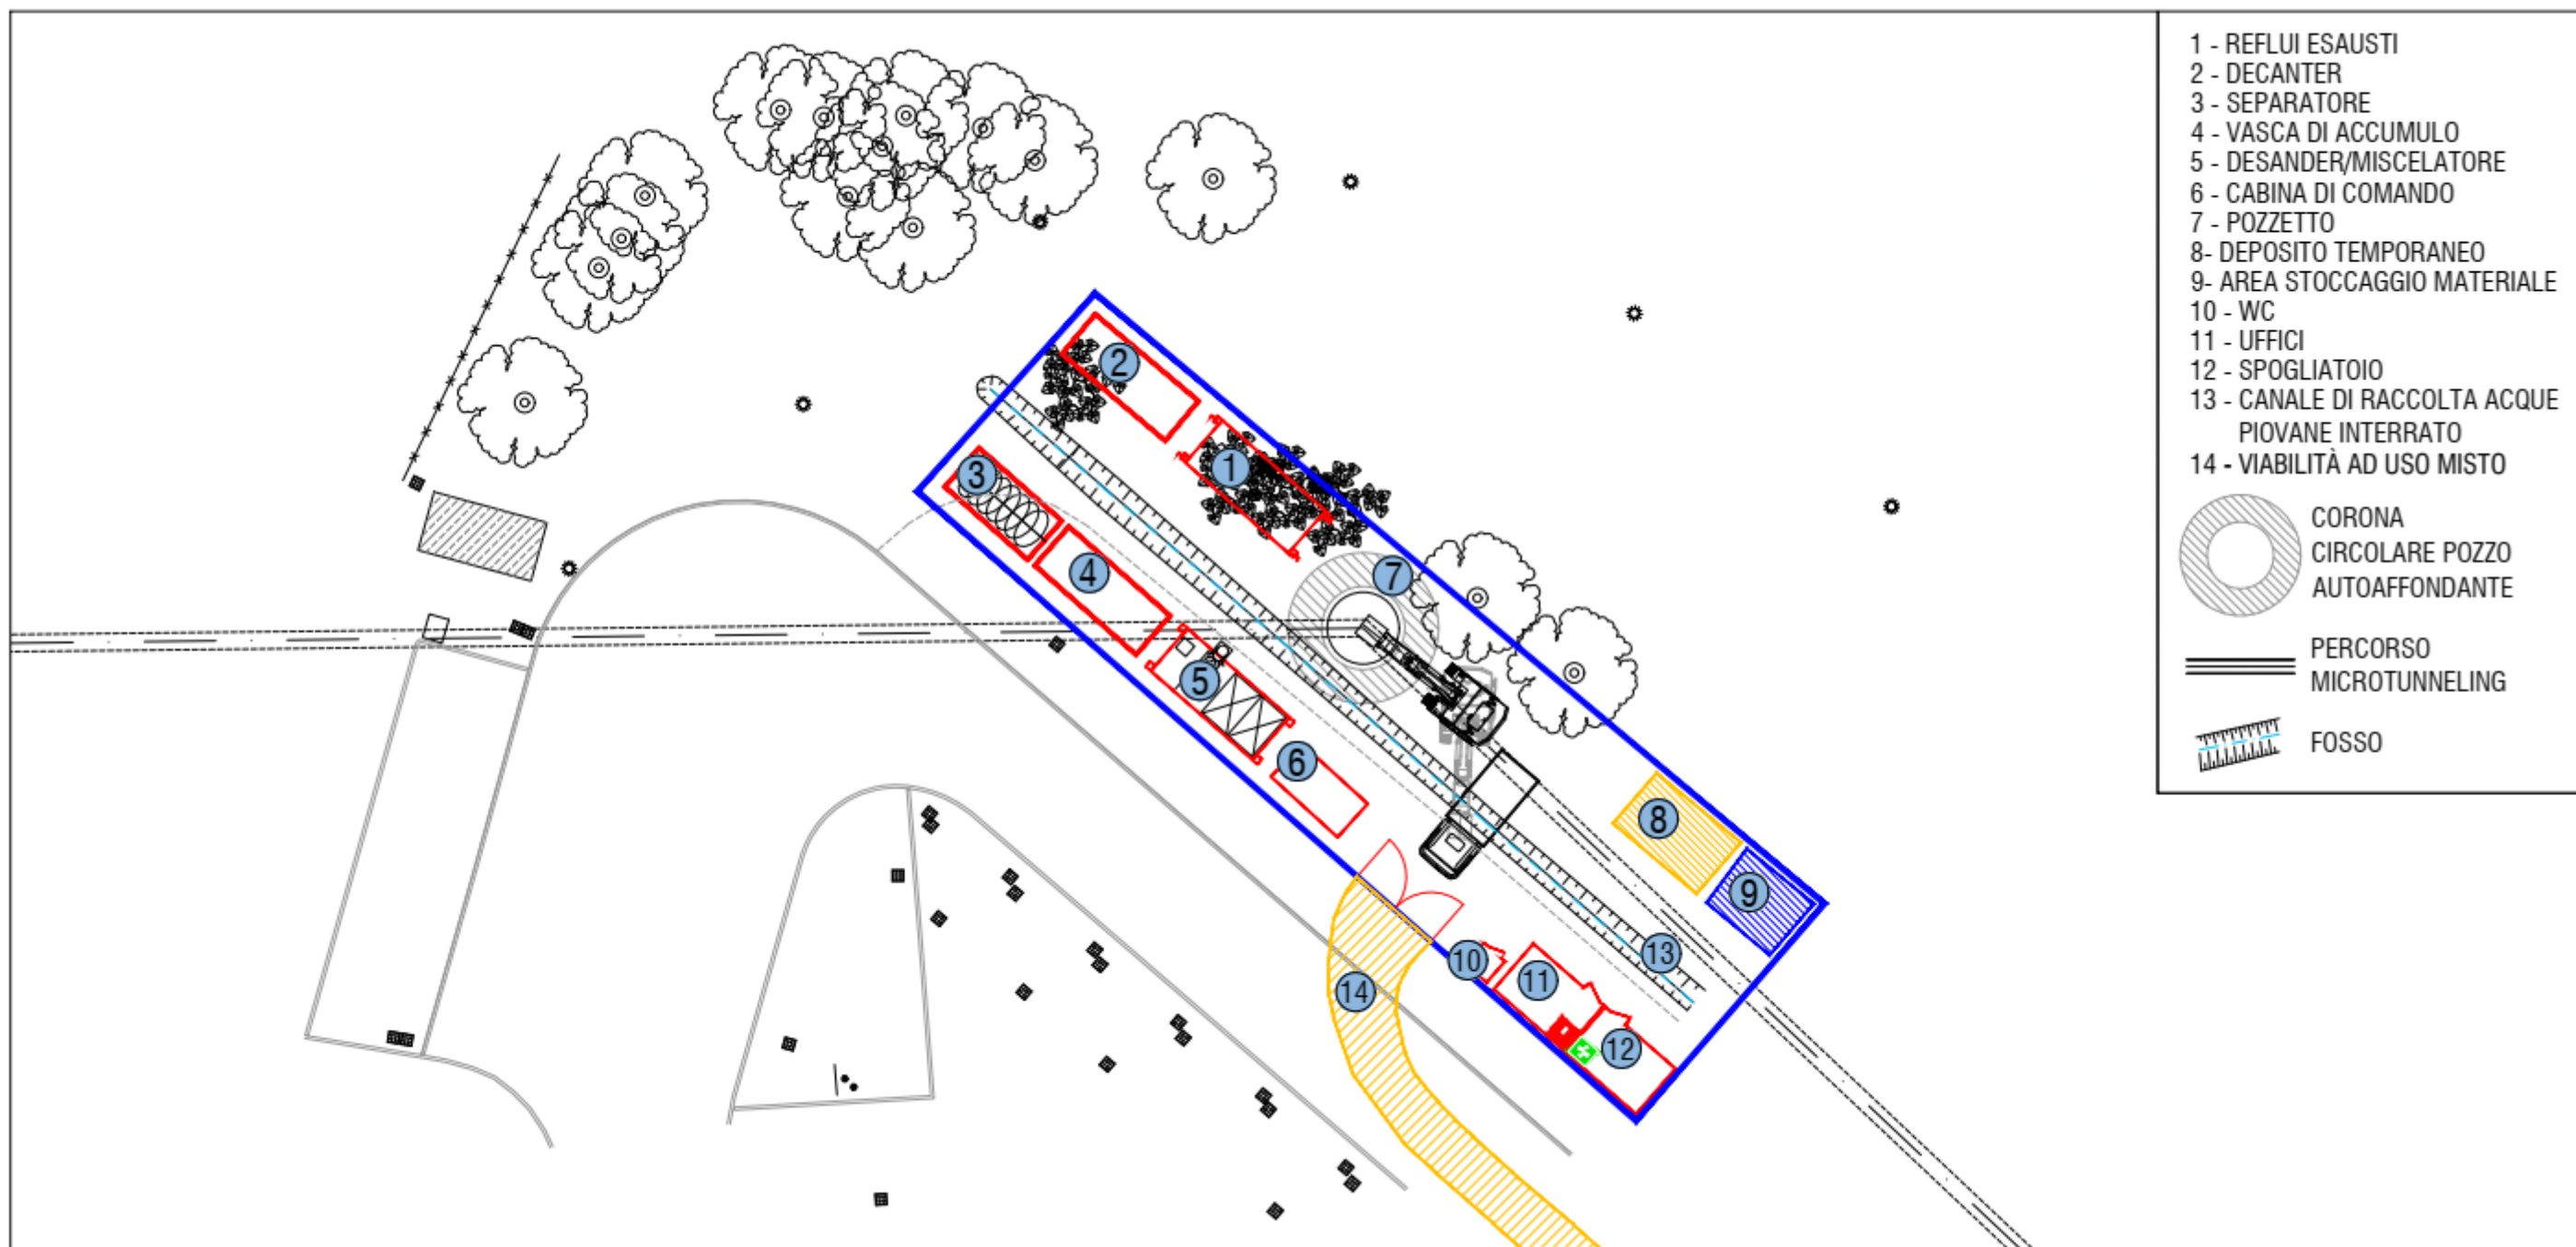 1 - REFLUI ESAUSTI
2 - DECANTER
3 - SEPARATORE
4 - VASCA DI ACCUMULO
5 - DESANDER/MISCELATORE
6 - CABINA DI COMANDO
7 - POZZETTO
8- DEPOSITO TEMPORANEO
9- AREA STOCCAGGIO MATERIALE
10 - WC
11 - UFFICI
12 - SPOGLIATOIO
13 - CANALE DI RACCOLTA ACQUE
PIOVANE INTERRATO
14 - VIABILITÀ AD USO MISTO
CORONA
CIRCOLARE POZZO
AUTOAFFONDANTE
PERCORSO
MICROTUNNELING
FOSSO
2
1
3
4
7
5
6
8
9
10
11
13
14
12